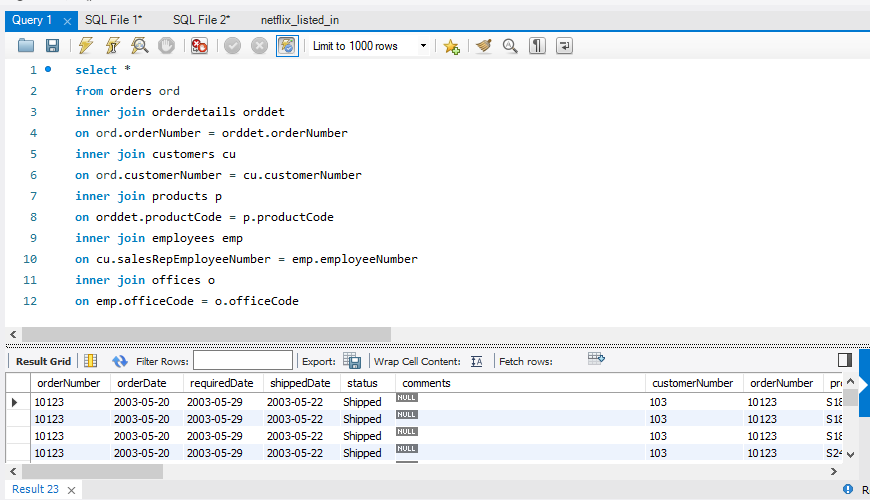 Query 1 SQL File 1* SQL File 2* netflix_listed_in
Limit to 1000 rows
1 select *
2 from orders ord
3 inner join orderdetails orddet
4 on ord.orderNumber = orddet.orderNumber
5 inner join customers cu
6 on ord.customerNumber = cu.customerNumber
7 inner join products p
8 on orddet.productCode = p.productCode
9 inner join employees emp
10 on cu.salesRepEmployeeNumber = emp.employeeNumber
11 inner join offices o
12 on emp.officeCode = o.officeCode
Result Grid Filter Rows: Export: Wrap Cell Content: Fetch rows:
orderNumber orderDate requiredDate shippedDate status comments customerNumber orderNumber
10123 2003-05-20 2003-05-29 2003-05-22 Shipped NULL 103 10123 S18
10123 2003-05-20 2003-05-29 2003-05-22 Shipped NULL 103 10123 S18
10123 2003-05-20 2003-05-29 2003-05-22 Shipped NULL 103 10123 S18
10123 2003-05-20 2003-05-29 2003-05-22 Shipped NULL 103 10123 S24
Result 23